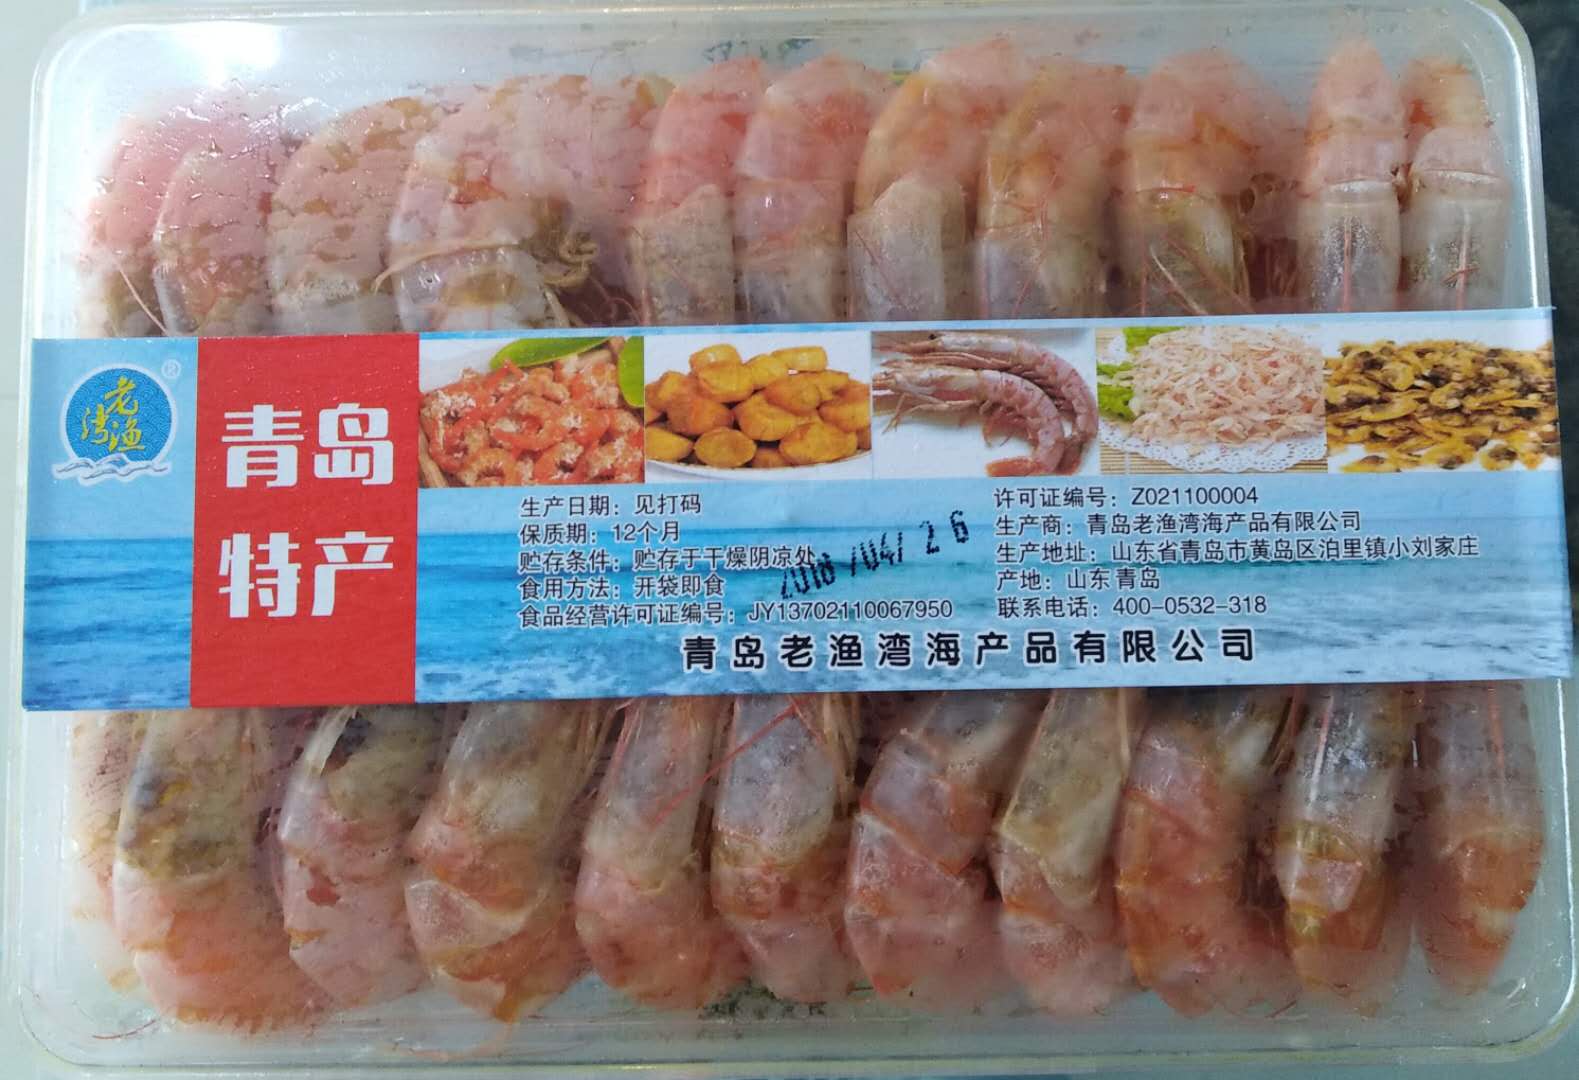 老渔湾
®
青岛
特产
生产日期：见打码
保质期：12个月
贮存条件：贮存于干燥阴凉处
食用方法：开袋即食
食品经营许可证编号：JY13702110067950
2018/04/26
许可证编号：Z021100004
生产商：青岛老渔湾海产品有限公司
生产地址：山东省青岛市黄岛区泊里镇小刘家庄
产地：山东青岛
联系电话：400-0532-318
青岛老渔湾海产品有限公司